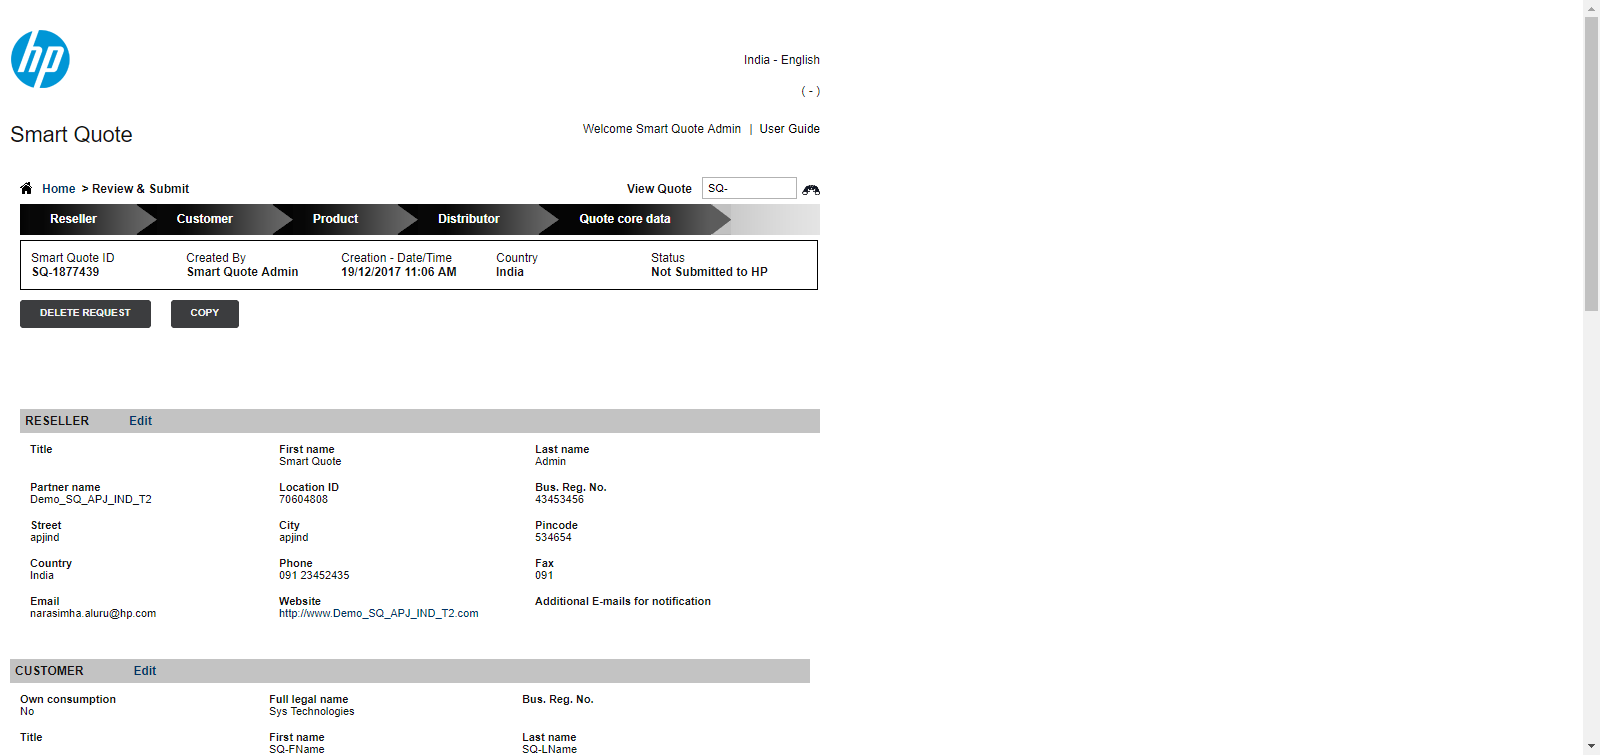 hp
India - English
( - )
Smart Quote
Welcome Smart Quote Admin | User Guide
Home > Review & Submit
View Quote SQ-
Reseller Customer Product Distributor Quote core data
Smart Quote ID Created By Creation - Date/Time Country Status
SQ-1877439 Smart Quote Admin 19/12/2017 11:06 AM India Not Submitted to HP
DELETE REQUEST COPY
RESELLER Edit
Title First name Last name
Smart Quote Admin
Partner name Location ID Bus. Reg. No.
Demo_SQ_APJ_IND_T2 70604808 43453456
Street City Pincode
apjind apjind 534654
Country Phone Fax
India 091 23452435 091
Email Website Additional E-mails for notification
narasimha.aluru@hp.com http://www.Demo_SQ_APJ_IND_T2.com
CUSTOMER Edit
Own consumption Full legal name Bus. Reg. No.
No Sys Technologies
Title First name Last name
SQ-FName SQ-LName